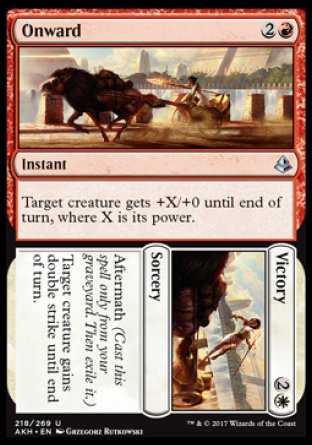 Onward 2
Instant
Target creature gets +X/+0 until end of
turn, where X is its power.
Victory 2
Sorcery
Aftermath (Cast this
spell only from your
graveyard. Then exile it.)
Target creature gains
double strike until end
of turn.
218/269 U
AKH • EN Grzegorz Rutkowski
™ & © 2017 Wizards of the Coast